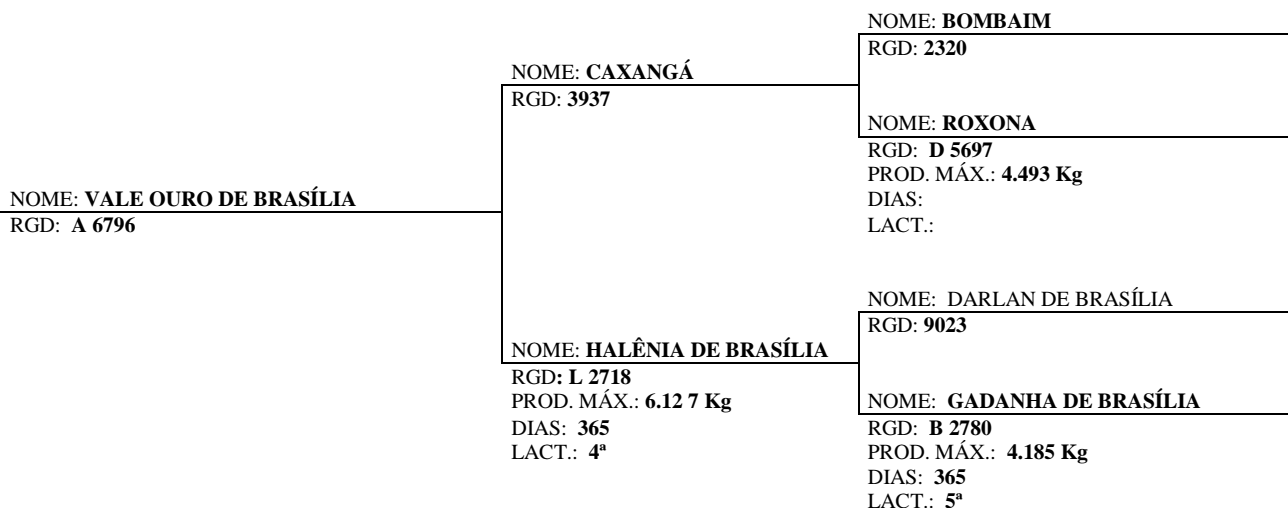 NOME: BOMBAIM
RGD: 2320
NOME: CAXANGÁ
RGD: 3937
NOME: ROXONA
RGD: D 5697
PROD. MÁX.: 4.493 Kg
DIAS:
LACT.:
NOME: VALE OURO DE BRASÍLIA
RGD: A 6796
NOME: DARLAN DE BRASÍLIA
RGD: 9023
NOME: HALÊNIA DE BRASÍLIA
RGD: L 2718
PROD. MÁX.: 6.12 7 Kg
DIAS: 365
LACT.: 4ª
NOME: GADANHA DE BRASÍLIA
RGD: B 2780
PROD. MÁX.: 4.185 Kg
DIAS: 365
LACT.: 5ª